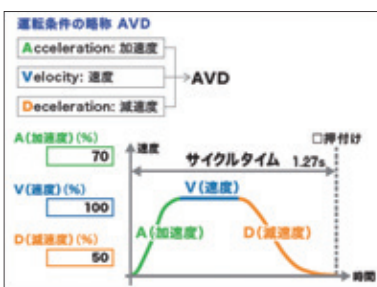 運転条件の略称 AVD
Acceleration: 加速度
Velocity: 速度
Deceleration: 減速度
AVD
A(加速度)(%)
70
V(速度)(%)
100
D(減速度)(%)
50
速度
サイクルタイム 1.27s
□押付け
V(速度)
A(加速度)
D(減速度)
時間